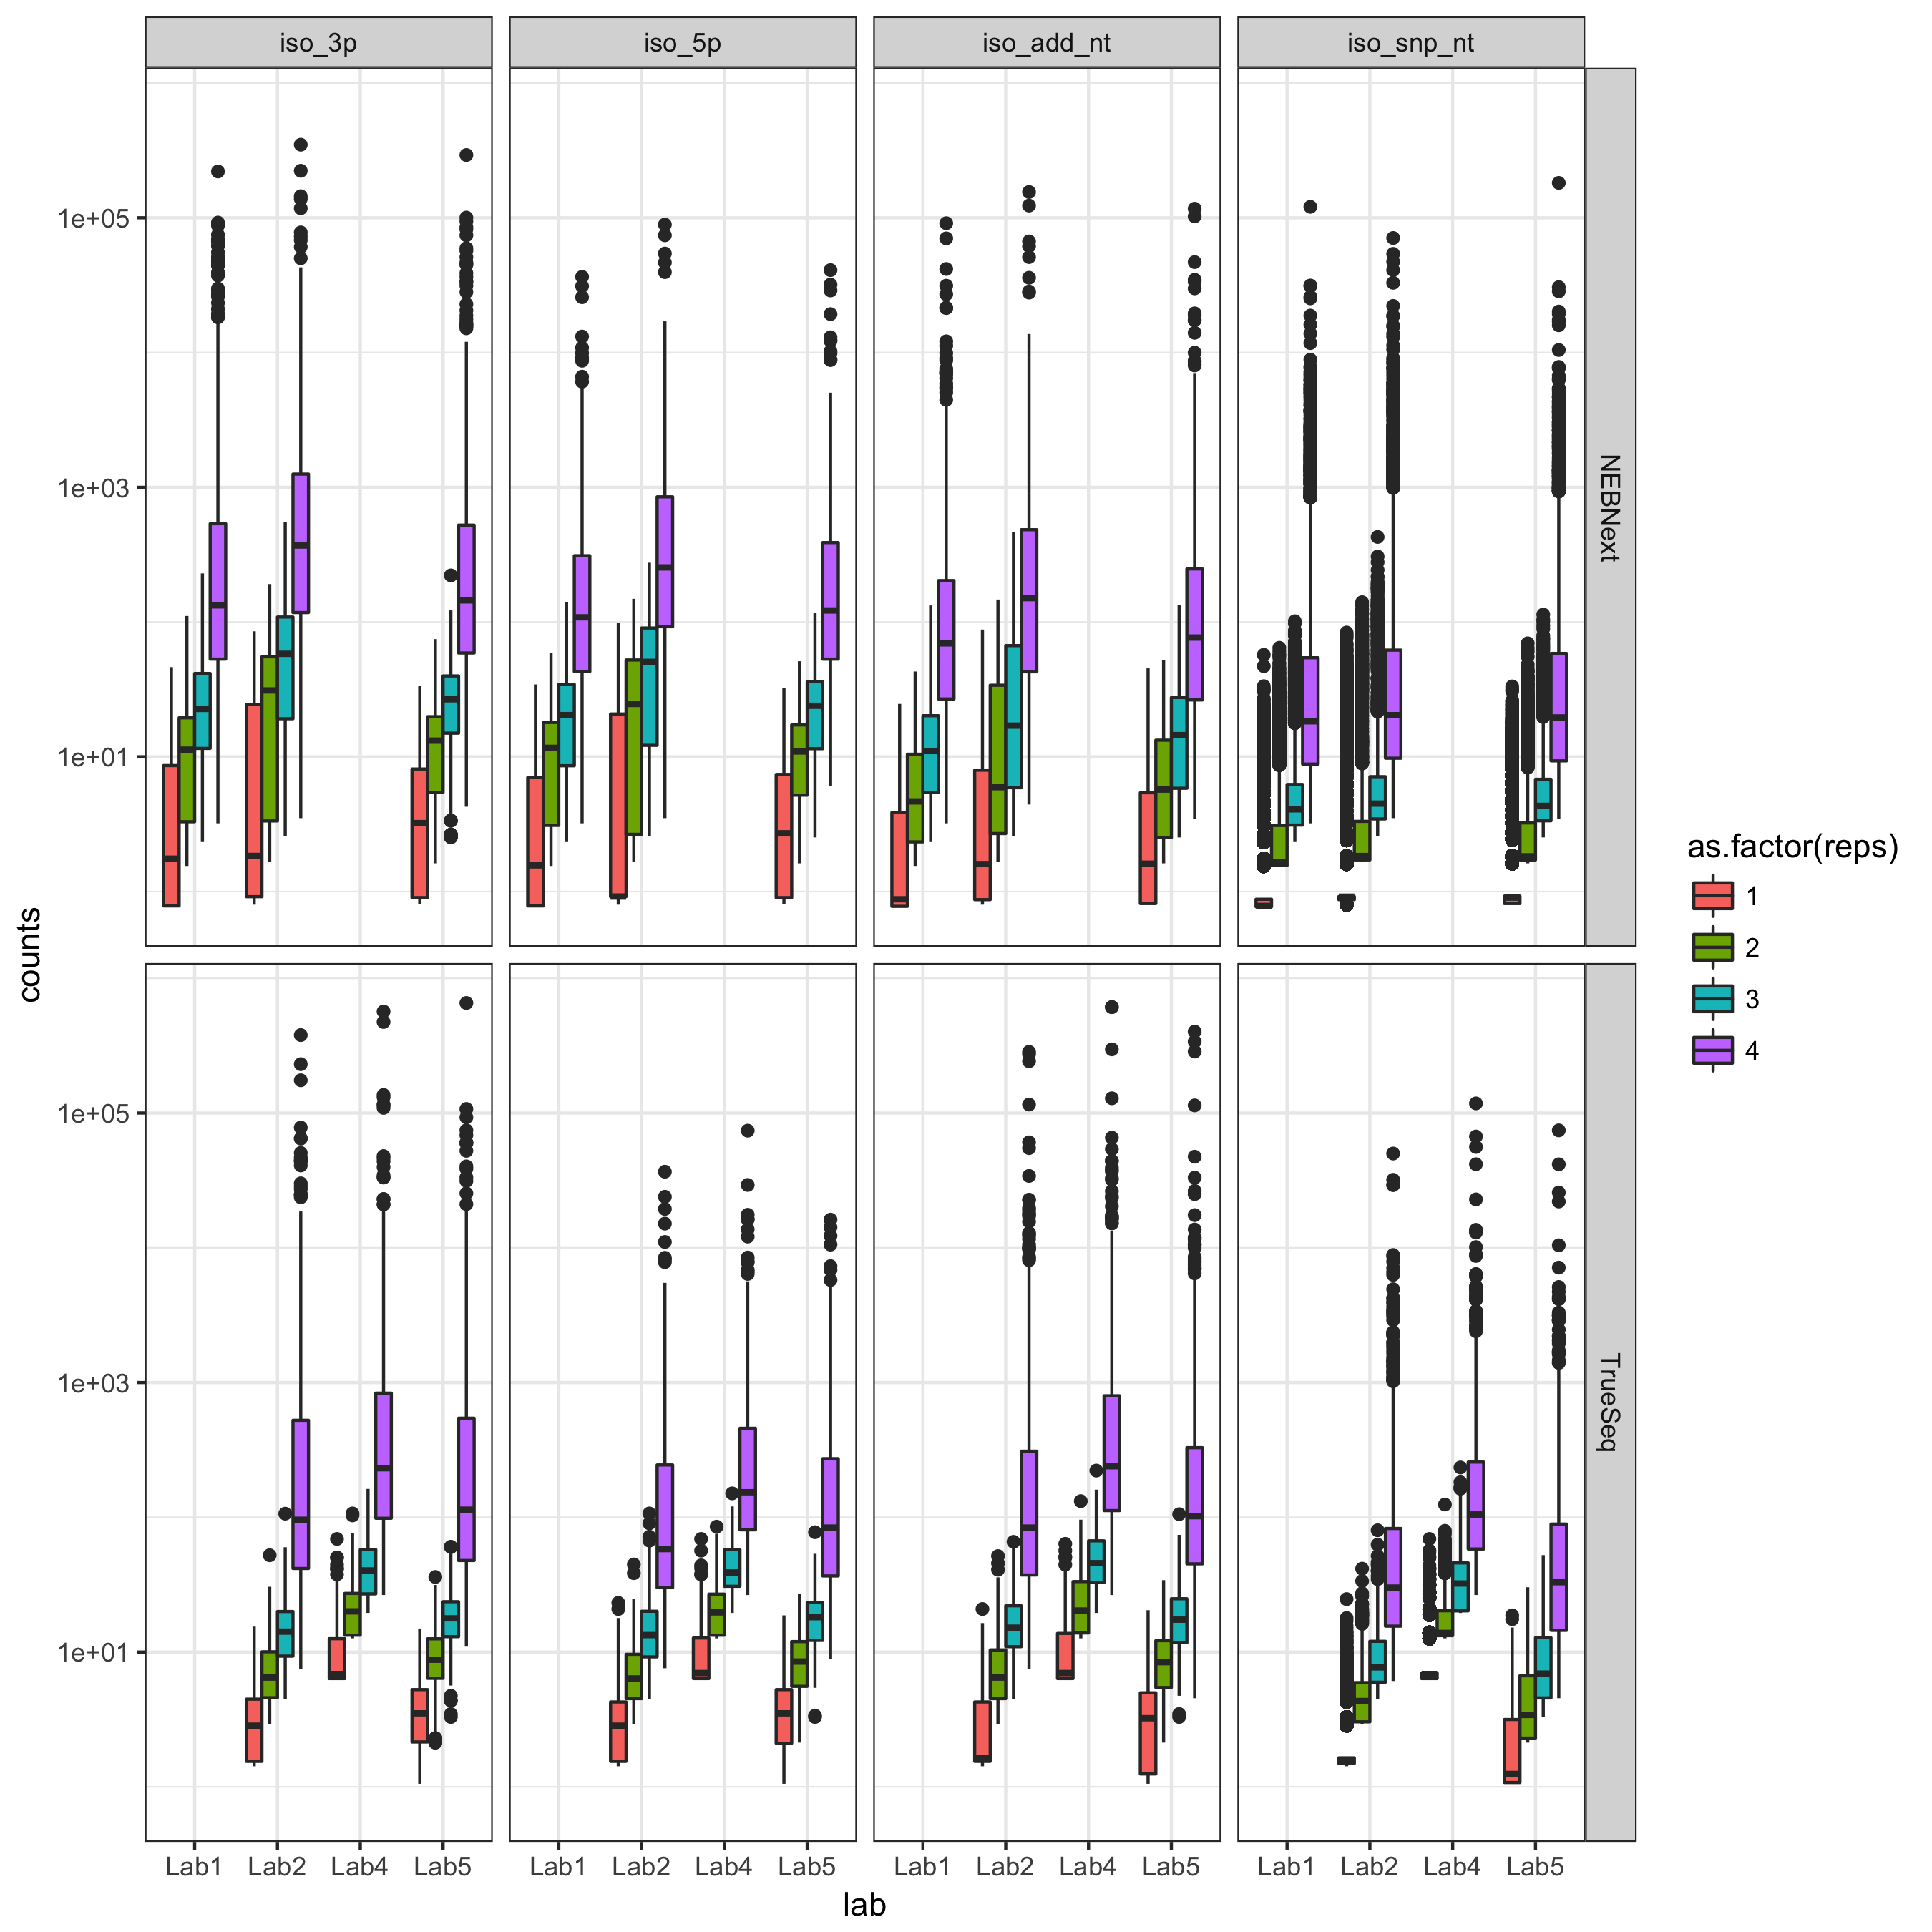 iso_3p iso_5p iso_add_nt iso_snp_nt
counts
1e+05
1e+03
1e+01
NEBNext
1e+05
1e+03
1e+01
TrueSeq
Lab1 Lab2 Lab4 Lab5 Lab1 Lab2 Lab4 Lab5 Lab1 Lab2 Lab4 Lab5 Lab1 Lab2 Lab4 Lab5
lab
as.factor(reps)
1
2
3
4